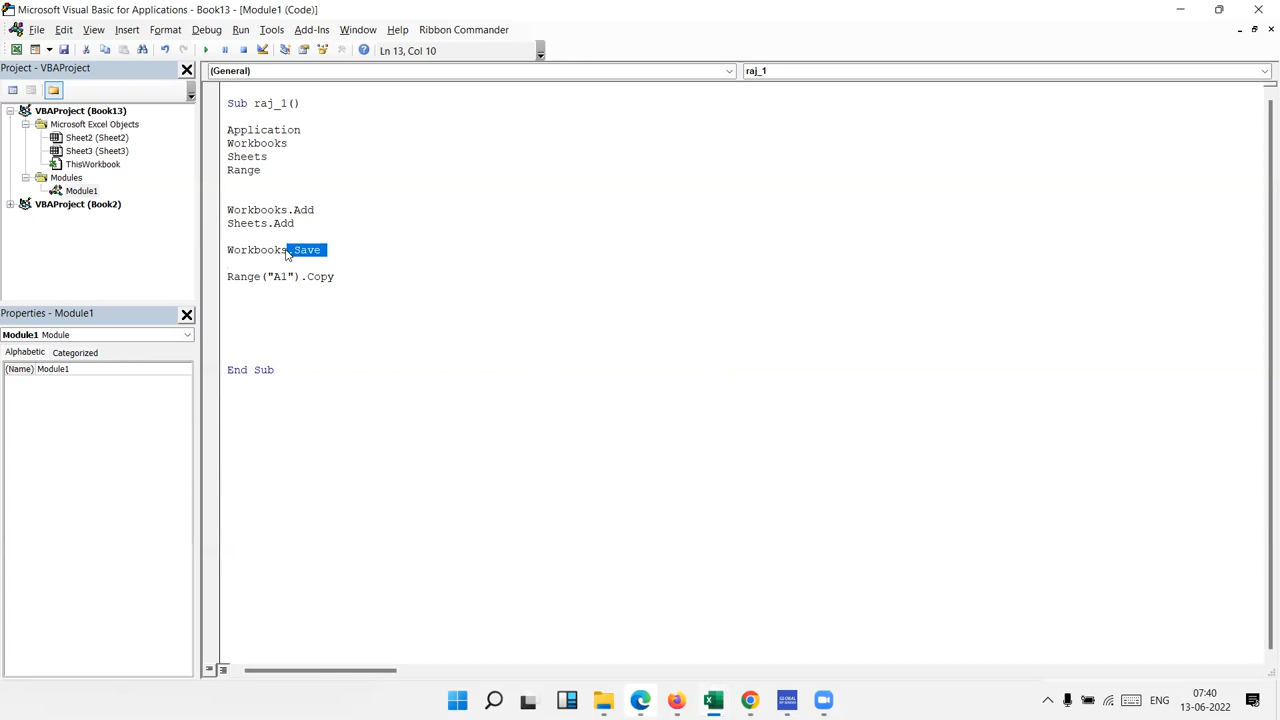 Microsoft Visual Basic for Applications - Book13 - [Module1 (Code)]
File Edit View Insert Format Debug Run Tools Add-Ins Window Help Ribbon Commander
Ln 13, Col 10
Project - VBAProject
(General)
raj_1
VBAProject (Book13)
Microsoft Excel Objects
Sheet2 (Sheet2)
Sheet3 (Sheet3)
ThisWorkbook
Modules
Module1
VBAProject (Book2)
Sub raj_1()
Application
Workbooks
Sheets
Range
Workbooks.Add
Sheets.Add
Workbooks.Save
Range("A1").Copy
End Sub
Properties - Module1
Module1 Module
Alphabetic Categorized
(Name) Module1
GLOBAL
ENG
07:40
13-06-2022